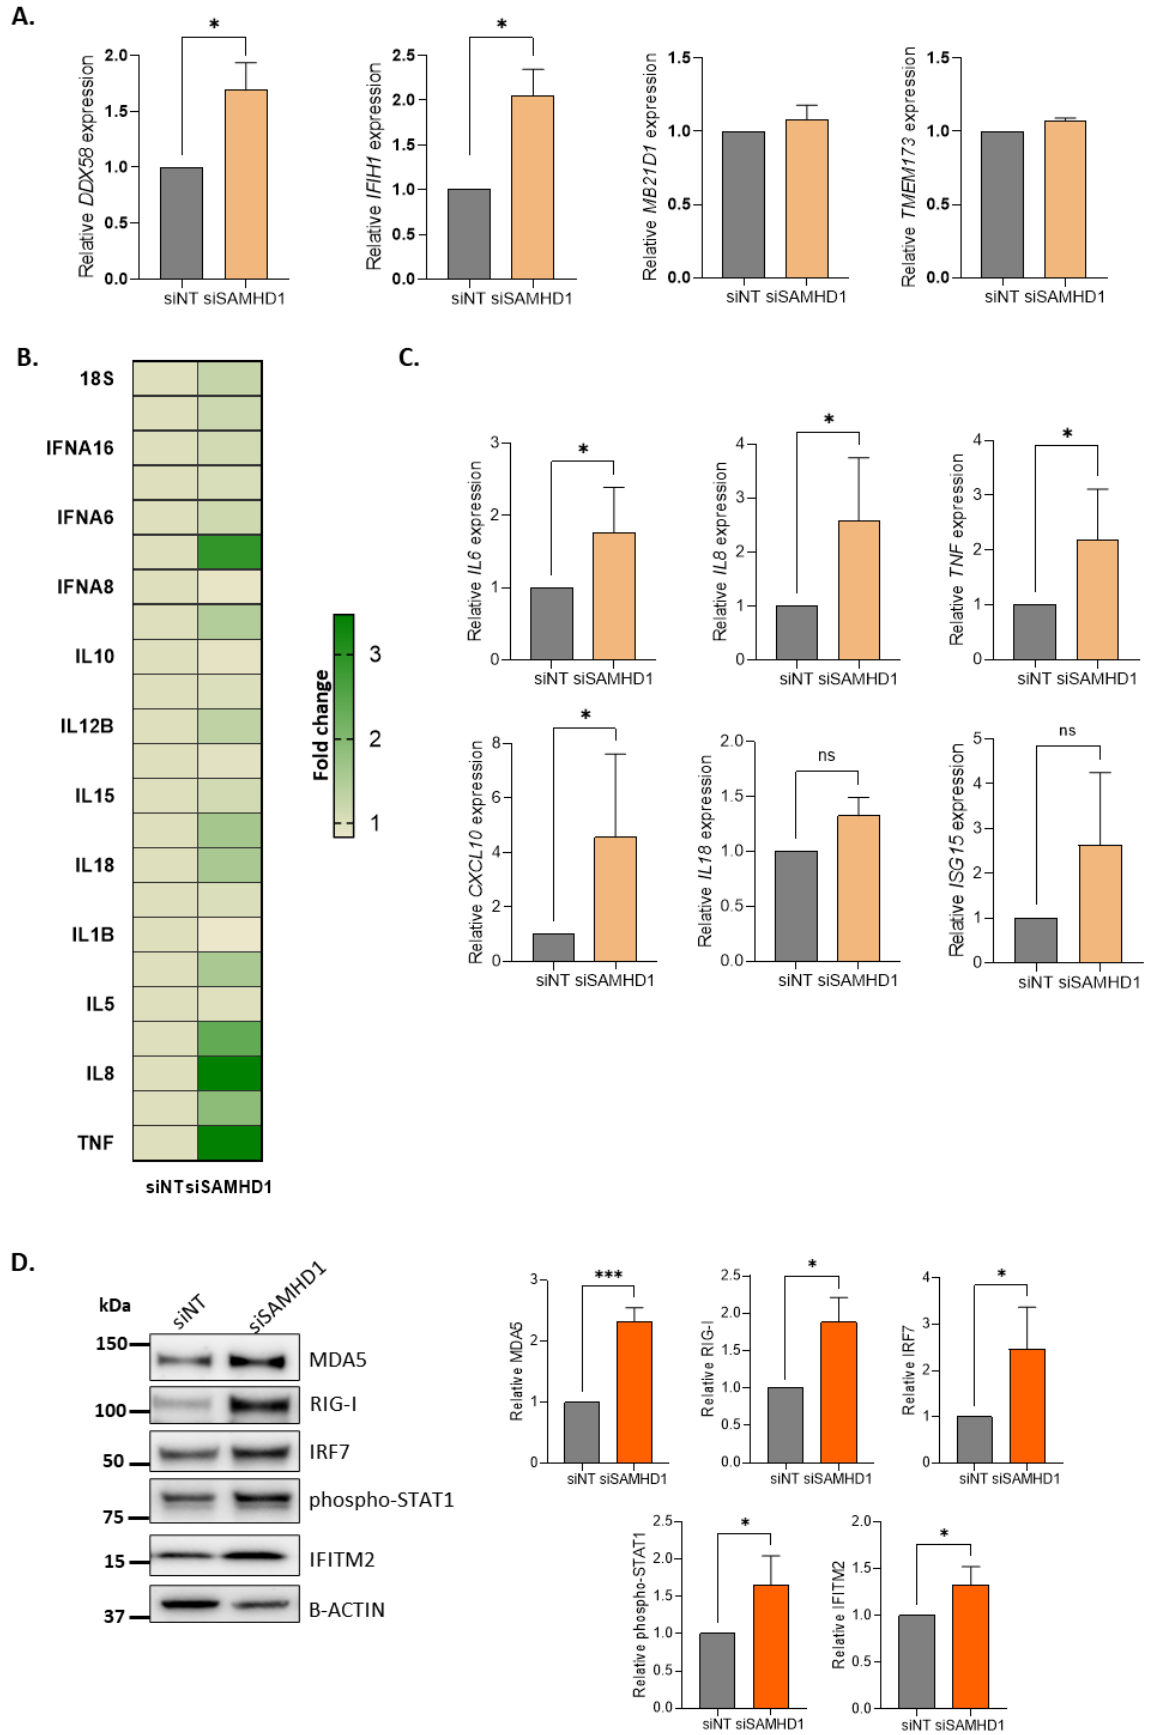 A.
Relative DDX58 expression
2.0
1.5
1.0
0.5
0.0
*
siNT siSAMHD1
Relative IFIH1 expression
2.5
2.0
1.5
1.0
0.5
0.0
*
siNT siSAMHD1
Relative MB21D1 expression
1.5
1.0
0.5
0.0
siNT siSAMHD1
Relative TMEM173 expression
1.5
1.0
0.5
0.0
siNT siSAMHD1
B.
18S
IFNA16
IFNA6
IFNA8
IL10
IL12B
IL15
IL18
IL1B
IL5
IL8
TNF
siNT siSAMHD1
Fold change
3
2
1
C.
Relative IL6 expression
3
2
1
0
*
siNT siSAMHD1
Relative IL8 expression
4
3
2
1
0
*
siNT siSAMHD1
Relative TNF expression
4
3
2
1
0
*
siNT siSAMHD1
Relative CXCL10 expression
8
6
4
2
0
*
siNT siSAMHD1
Relative IL18 expression
2.0
1.5
1.0
0.5
0.0
ns
siNT siSAMHD1
Relative ISG15 expression
5
4
3
2
1
0
ns
siNT siSAMHD1
D.
kDa
siNT
siSAMHD1
150
MDA5
100
RIG-I
50
IRF7
75
phospho-STAT1
15
IFITM2
37
B-ACTIN
Relative MDA5
3
2
1
0
***
siNT siSAMHD1
Relative RIG-I
2.5
2.0
1.5
1.0
0.5
0.0
*
siNT siSAMHD1
Relative IRF7
4
3
2
1
0
*
siNT siSAMHD1
Relative phospho-STAT1
2.5
2.0
1.5
1.0
0.5
0.0
*
siNT siSAMHD1
Relative IFITM2
2.0
1.5
1.0
0.5
0.0
*
siNT siSAMHD1